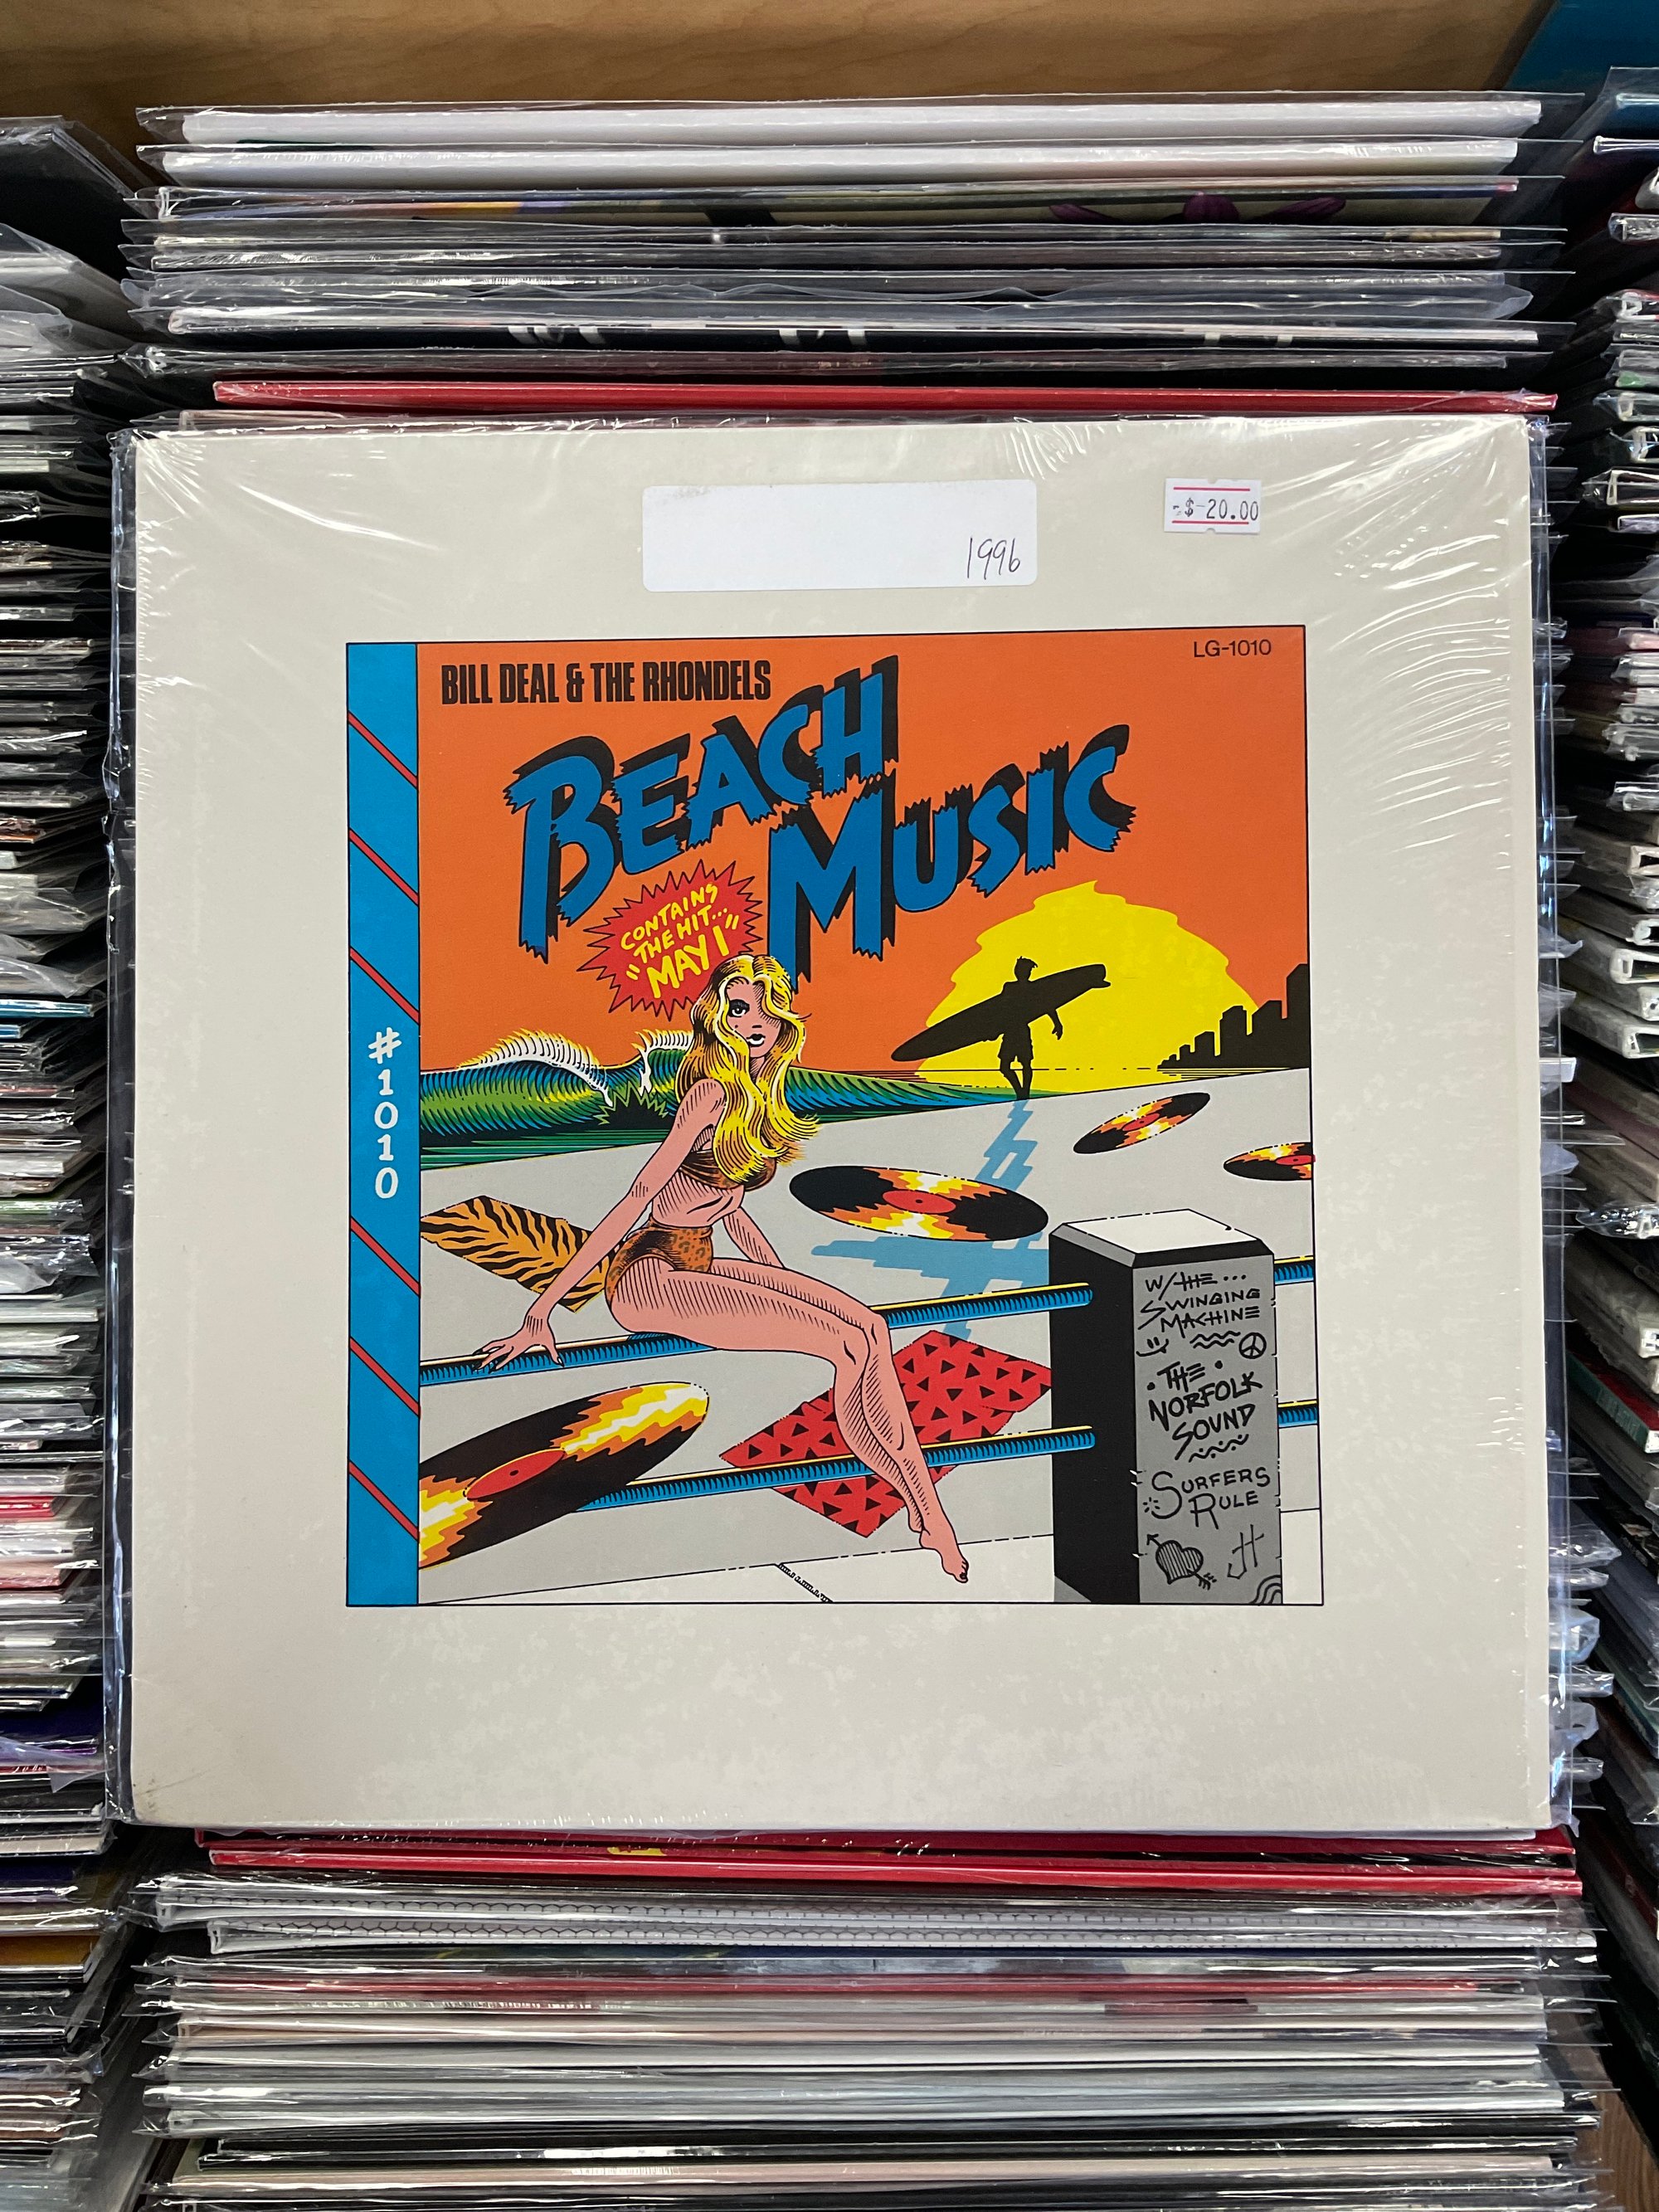 1996
$ 20.00
LG-1010
BILL DEAL & THE RHONDELS
BEACH
MUSIC
CONTAINS
THE HIT...
"MAY I"
#1010
W/THE...
SWINGING
MACHINE
THE
NORFOLK
SOUND
SURFERS
RULE
JH